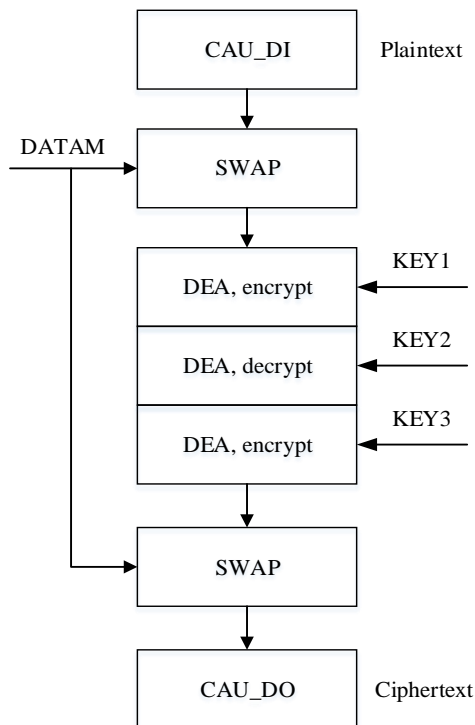 CAU_DI
Plaintext
DATAM
SWAP
DEA, encrypt
KEY1
DEA, decrypt
KEY2
DEA, encrypt
KEY3
SWAP
CAU_DO
Ciphertext